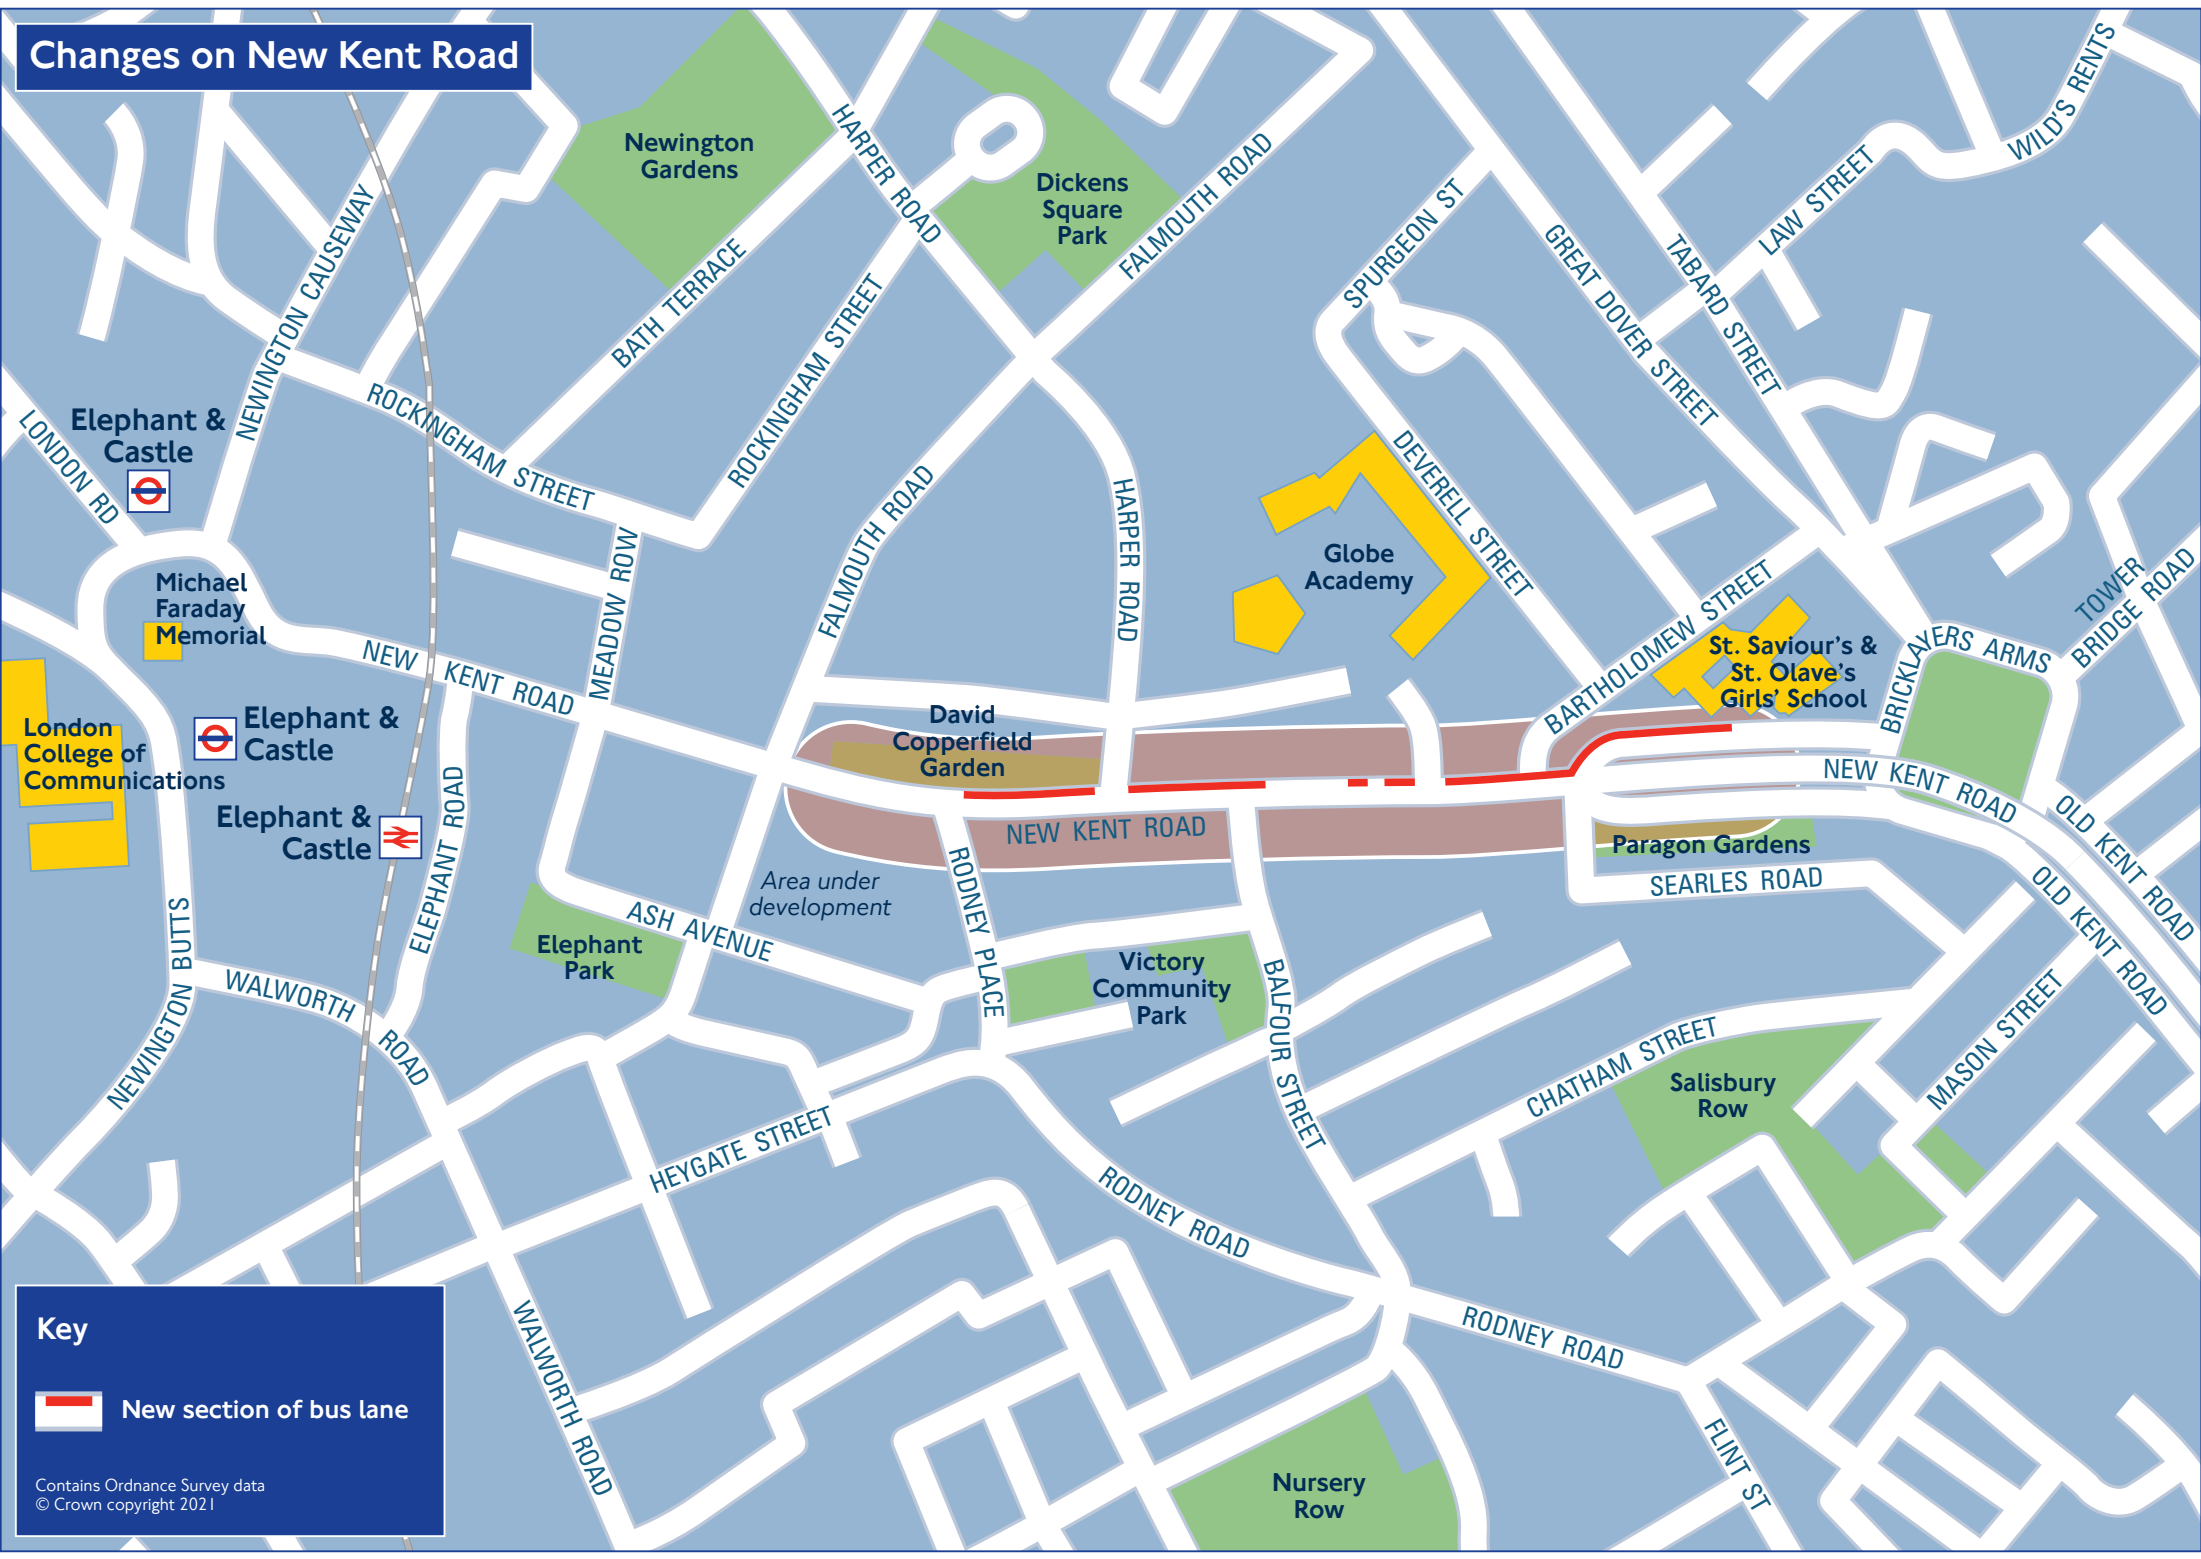 Changes on New Kent Road
Newington
Gardens
HARPER ROAD
Dickens
Square
Park
FALMOUTH ROAD
SPURGEON ST
GREAT DOVER STREET
TABARD STREET
LAW STREET
WILD'S RENTS
NEWINGTON CAUSEWAY
BATH TERRACE
ROCKINGHAM STREET
ROCKINGHAM STREET
LONDON RD
Elephant &
Castle
FALMOUTH ROAD
HARPER ROAD
DEVERELL STREET
Globe
Academy
BARTHOLOMEW STREET
TOWER
BRIDGE ROAD
BRICKLAYERS ARMS
Michael
Faraday
Memorial
MEADOW ROW
NEW KENT ROAD
St. Saviour's &
St. Olave's
Girls' School
London
College of
Communications
Elephant &
Castle
Elephant &
Castle
ELEPHANT ROAD
David
Copperfield
Garden
NEW KENT ROAD
NEW KENT ROAD
Paragon Gardens
SEARLES ROAD
OLD KENT ROAD
OLD KENT ROAD
Area under
development
ASH AVENUE
Elephant
Park
RODNEY PLACE
Victory
Community
Park
BALFOUR STREET
NEWINGTON BUTTS
WALWORTH ROAD
CHATHAM STREET
Salisbury
Row
MASON STREET
HEYGATE STREET
RODNEY ROAD
RODNEY ROAD
WALWORTH ROAD
FLINT ST
Nursery
Row
Key
New section of bus lane
Contains Ordnance Survey data
© Crown copyright 2021